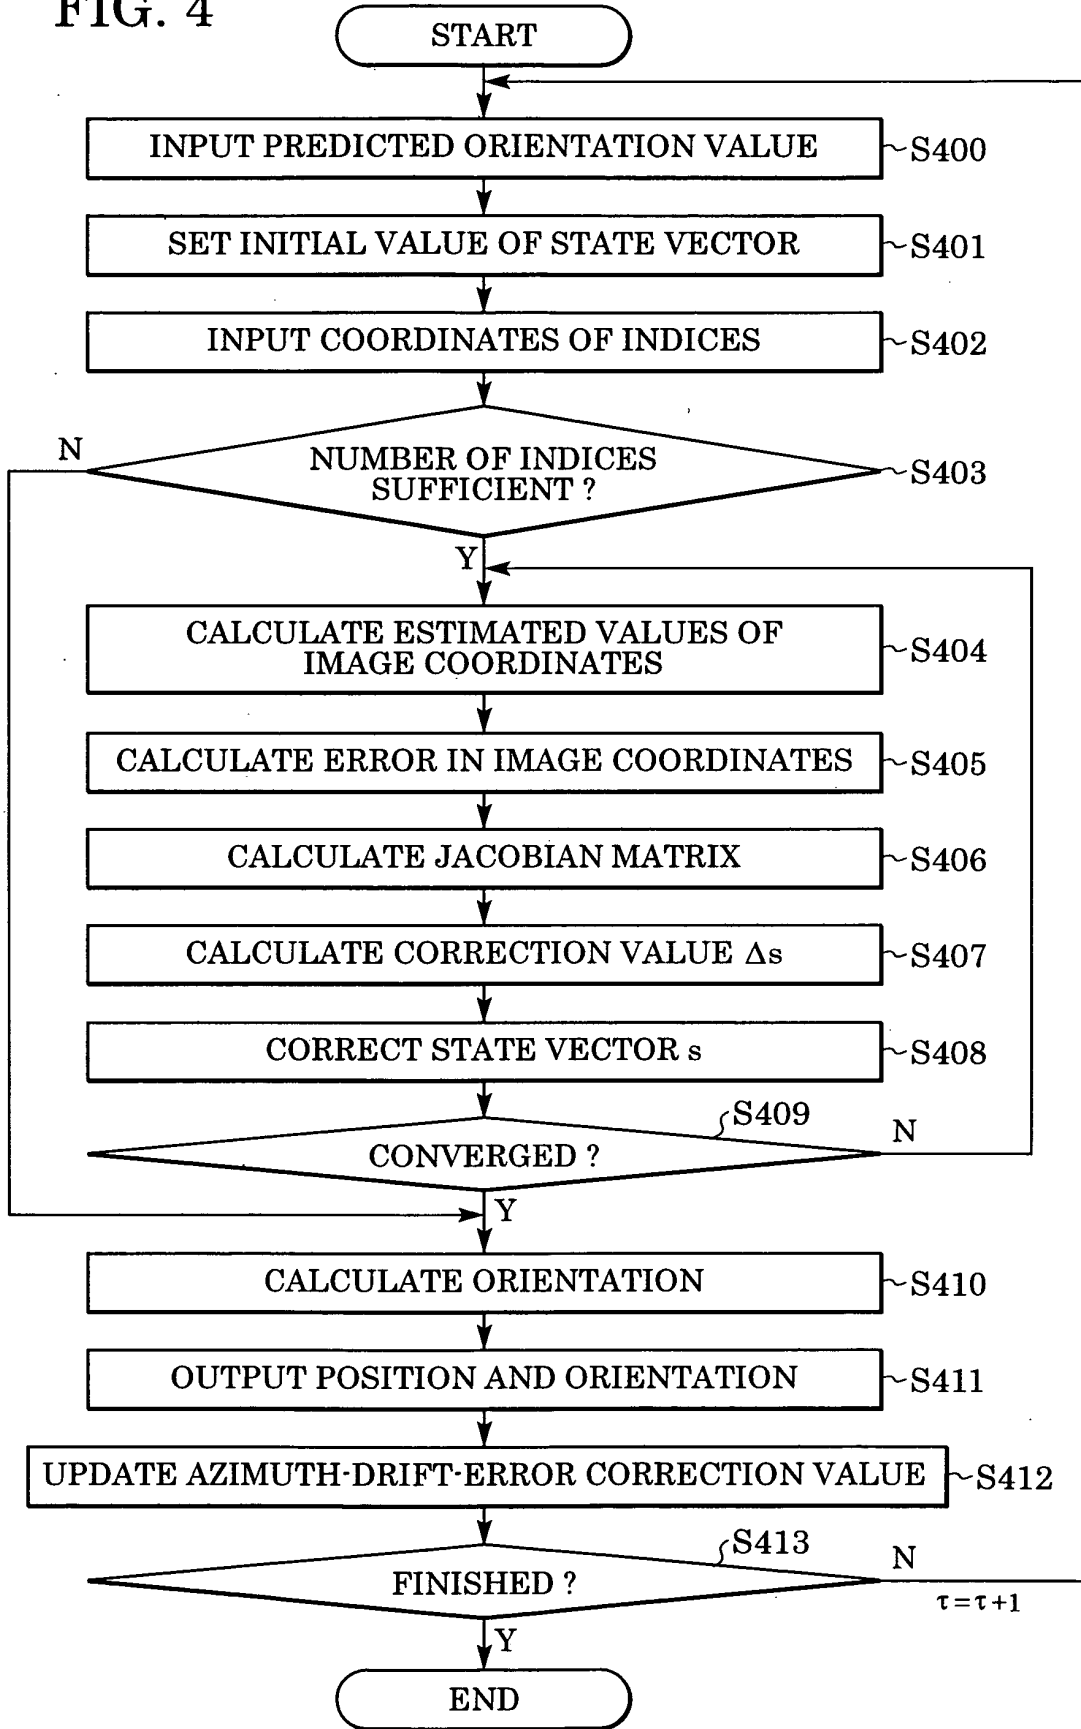 FIG. 4
START
INPUT PREDICTED ORIENTATION VALUE
S400
SET INITIAL VALUE OF STATE VECTOR
S401
INPUT COORDINATES OF INDICES
S402
N
NUMBER OF INDICES
SUFFICIENT ?
S403
Y
CALCULATE ESTIMATED VALUES OF
IMAGE COORDINATES
S404
CALCULATE ERROR IN IMAGE COORDINATES
S405
CALCULATE JACOBIAN MATRIX
S406
CALCULATE CORRECTION VALUE Δs
S407
CORRECT STATE VECTOR s
S408
S409
CONVERGED ?
N
Y
CALCULATE ORIENTATION
S410
OUTPUT POSITION AND ORIENTATION
S411
UPDATE AZIMUTH-DRIFT-ERROR CORRECTION VALUE
S412
S413
FINISHED ?
N
τ=τ+1
Y
END